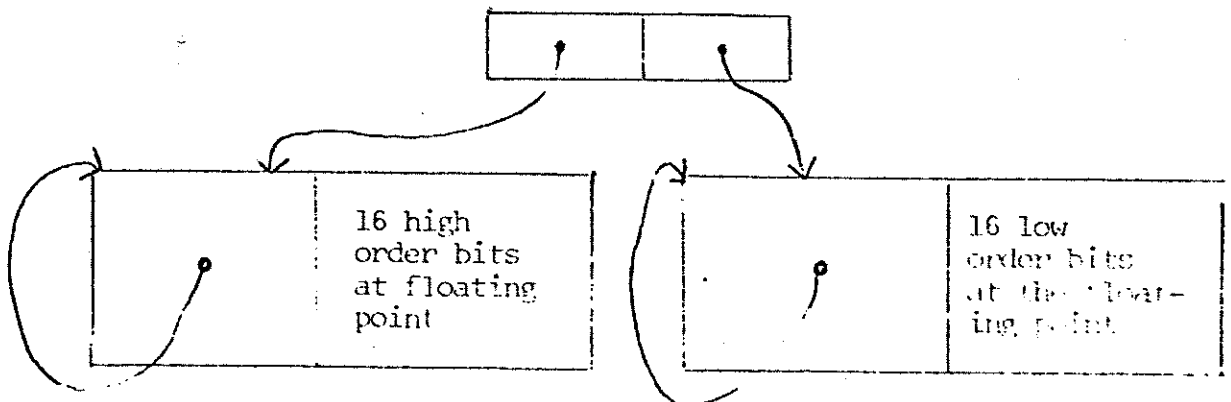 16 high
order bits
at floating
point
16 low
order bits
at the float-
ing point